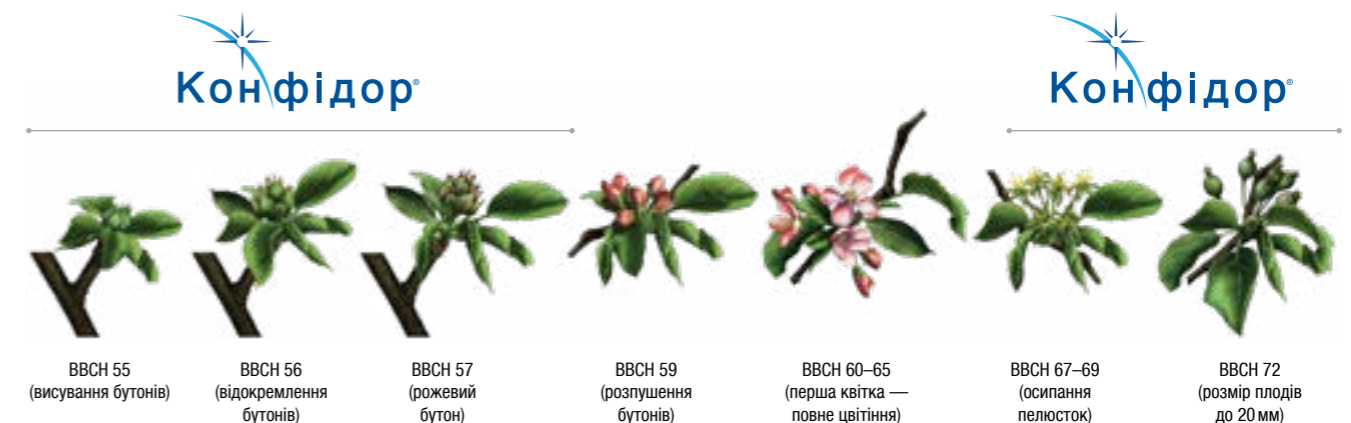 Конфідор®
Конфідор®
BBCH 55
(висування бутонів)
BBCH 56
(відокремлення
бутонів)
BBCH 57
(рожевий
бутон)
BBCH 59
(розпушення
бутонів)
BBCH 60–65
(перша квітка —
повне цвітіння)
BBCH 67–69
(осипання
пелюсток)
BBCH 72
(розмір плодів
до 20 мм)